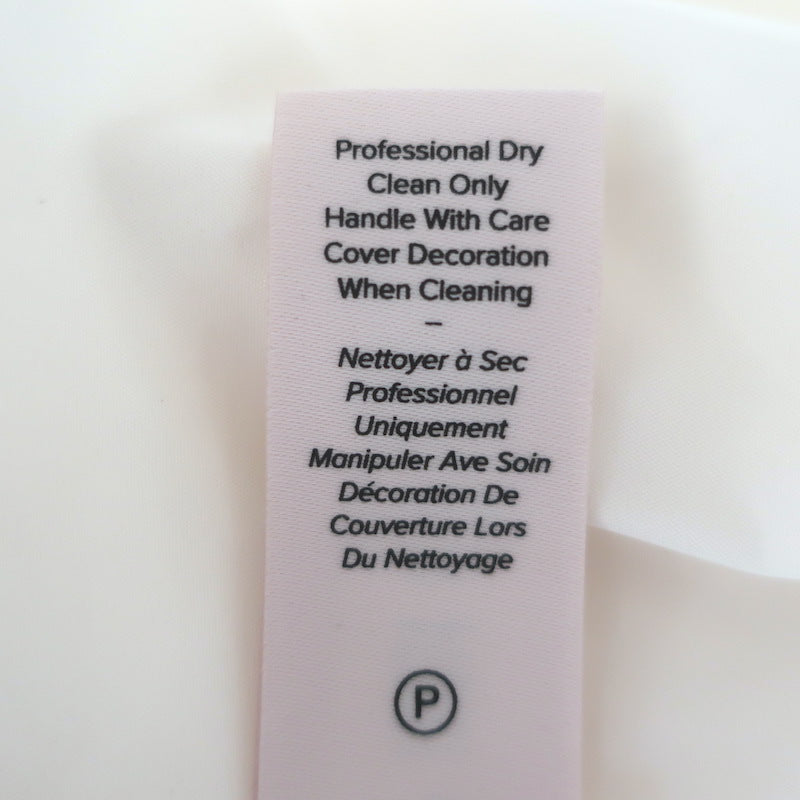 Professional Dry
Clean Only
Handle With Care
Cover Decoration
When Cleaning
–
Nettoyer à Sec
Professionnel
Uniquement
Manipuler Ave Soin
Décoration De
Couverture Lors
Du Nettoyage
P